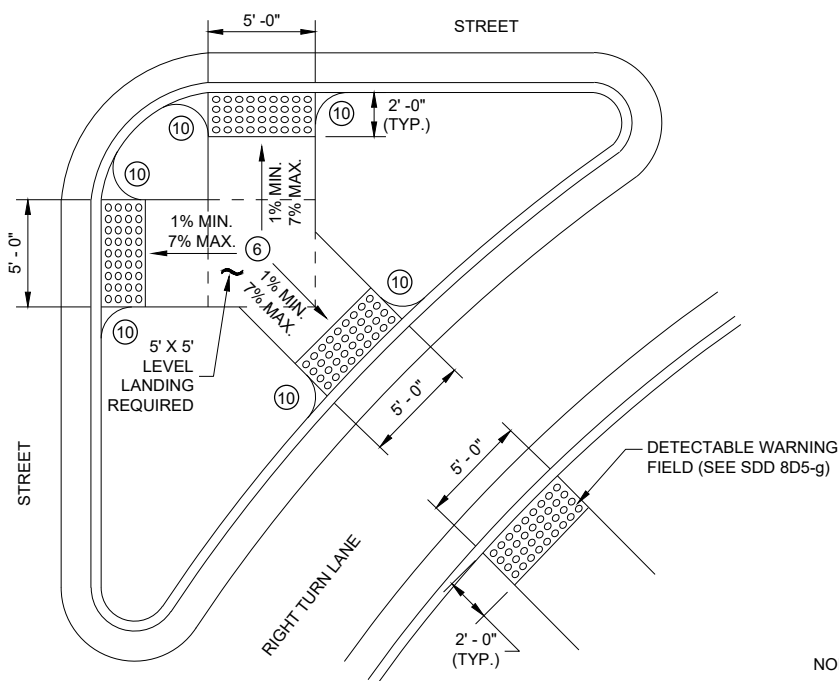 5' -0"
STREET
10
10
2' -0"
(TYP.)
10
1% MIN.
7% MAX.
1% MIN.
7% MAX.
6
5' - 0"
1% MIN.
7% MAX.
10
10
5' X 5'
LEVEL
LANDING
REQUIRED
10
5' - 0"
STREET
5' - 0"
DETECTABLE WARNING
FIELD (SEE SDD 8D5-g)
RIGHT TURN LANE
2' - 0"
(TYP.)
NO